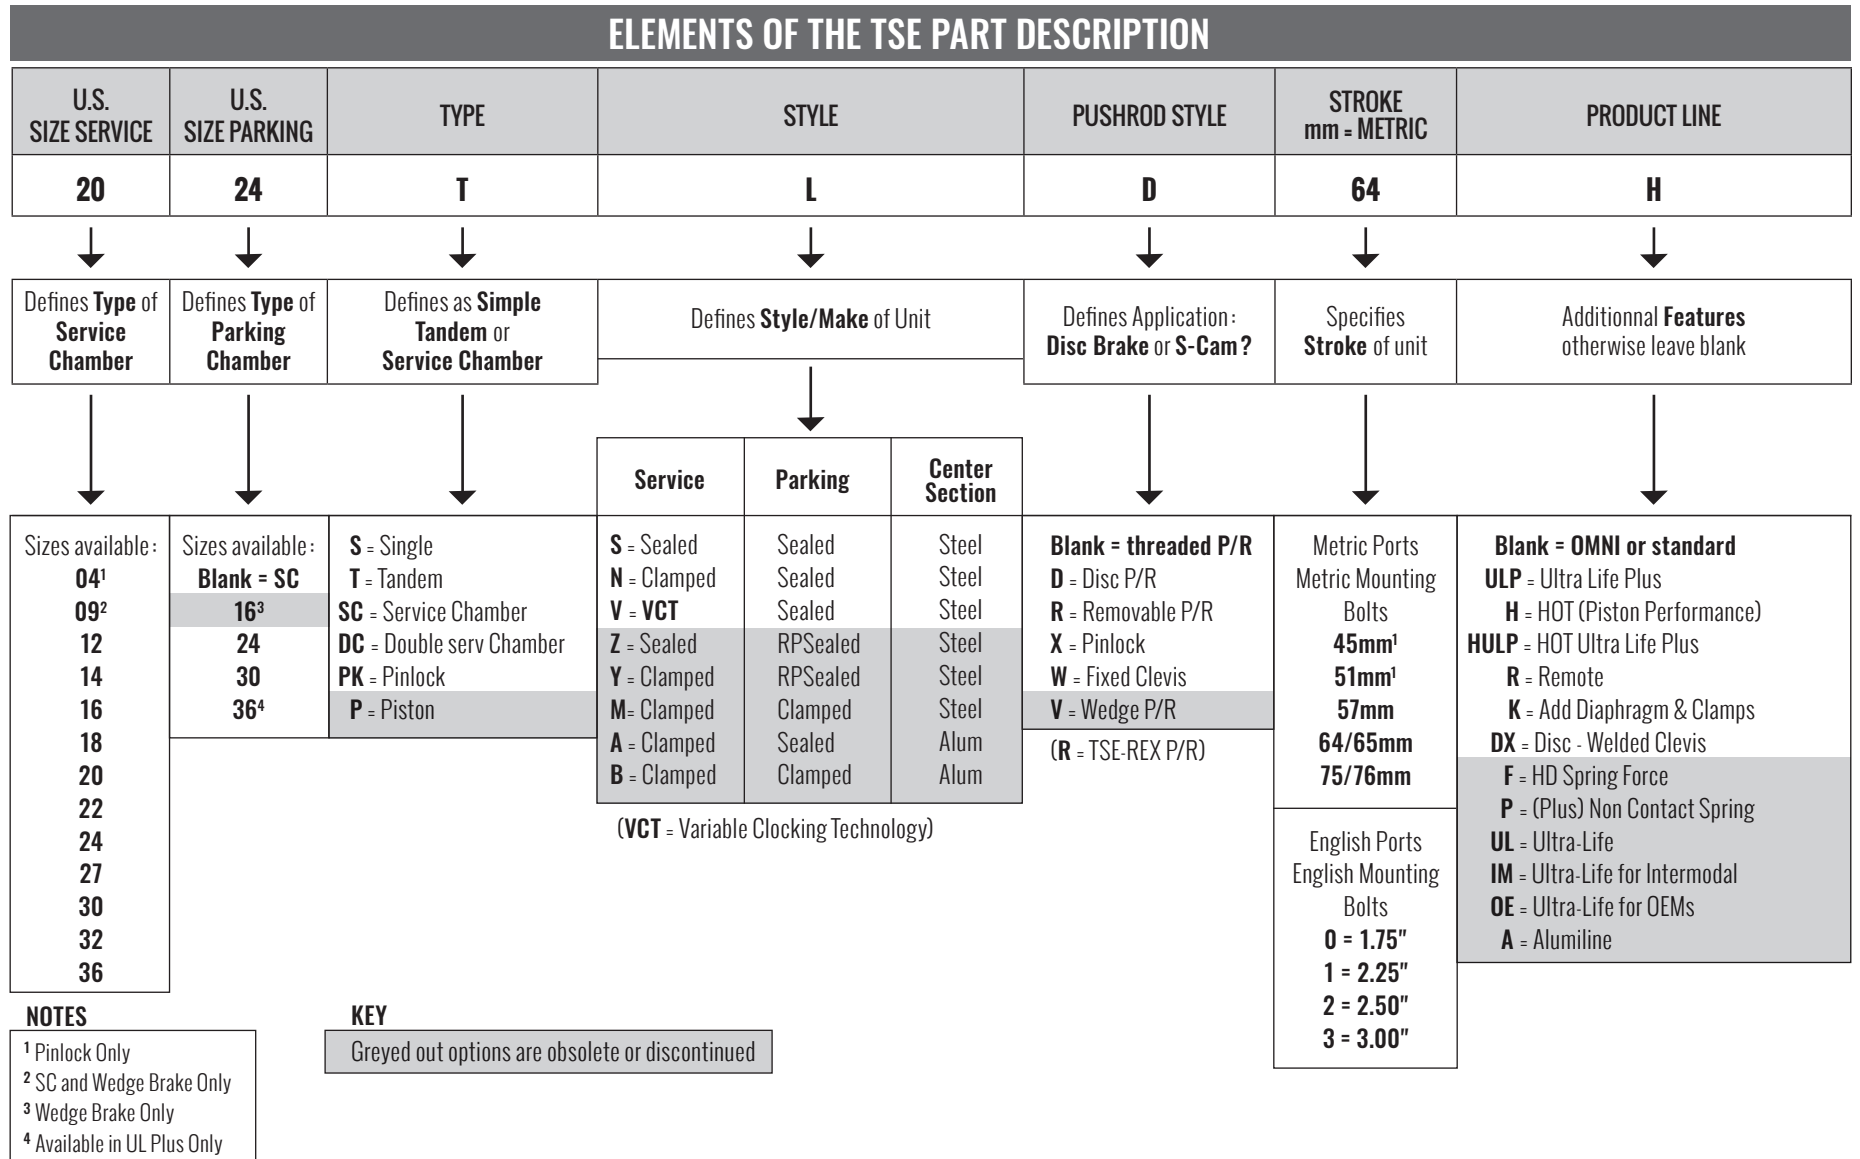 ELEMENTS OF THE TSE PART DESCRIPTION
U.S.
SIZE SERVICE
U.S.
SIZE PARKING
TYPE
STYLE
PUSHROD STYLE
STROKE
mm = METRIC
PRODUCT LINE
20
24
T
L
D
64
H
Defines Type of
Service
Chamber
Defines Type of
Parking
Chamber
Defines as Simple
Tandem or
Service Chamber
Defines Style/Make of Unit
Defines Application:
Disc Brake or S-Cam?
Specifies
Stroke of unit
Additionnal Features
otherwise leave blank
Sizes available:
04¹
09²
12
14
16
18
20
22
24
27
30
32
36
Sizes available:
Blank = SC
16³
24
30
36⁴
S = Single
T = Tandem
SC = Service Chamber
DC = Double serv Chamber
PK = Pinlock
P = Piston
Service Parking Center
Section
S = Sealed Sealed Steel
N = Clamped Sealed Steel
V = VCT Sealed Steel
Z = Sealed RPSealed Steel
Y = Clamped RPSealed Steel
M= Clamped Clamped Steel
A = Clamped Sealed Alum
B = Clamped Clamped Alum
(VCT = Variable Clocking Technology)
Blank = threaded P/R
D = Disc P/R
R = Removable P/R
X = Pinlock
W = Fixed Clevis
V = Wedge P/R
(R = TSE-REX P/R)
Metric Ports
Metric Mounting
Bolts
45mm¹
51mm¹
57mm
64/65mm
75/76mm
English Ports
English Mounting
Bolts
0 = 1.75"
1 = 2.25"
2 = 2.50"
3 = 3.00"
Blank = OMNI or standard
ULP = Ultra Life Plus
H = HOT (Piston Performance)
HULP = HOT Ultra Life Plus
R = Remote
K = Add Diaphragm & Clamps
DX = Disc - Welded Clevis
F = HD Spring Force
P = (Plus) Non Contact Spring
UL = Ultra-Life
IM = Ultra-Life for Intermodal
OE = Ultra-Life for OEMs
A = Alumiline
NOTES
¹ Pinlock Only
² SC and Wedge Brake Only
³ Wedge Brake Only
⁴ Available in UL Plus Only
KEY
Greyed out options are obsolete or discontinued